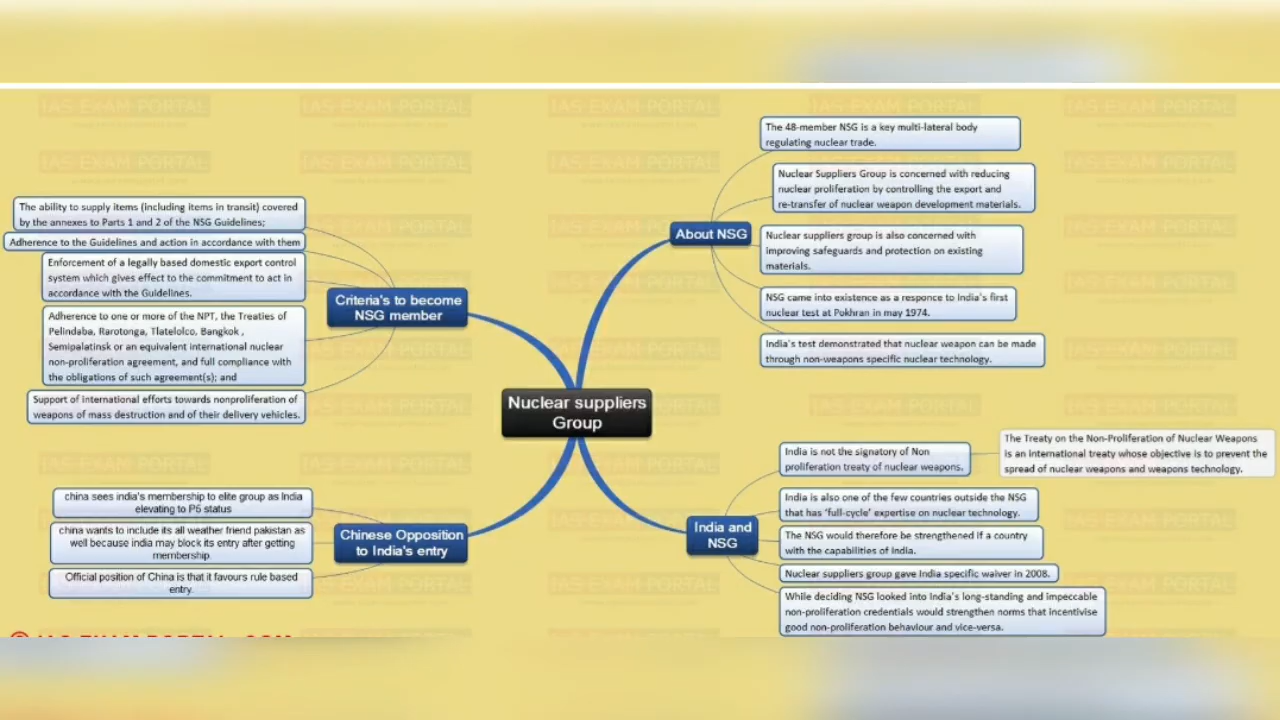 Nuclear suppliers
Group
About NSG
The 48-member NSG is a key multi-lateral body
regulating nuclear trade.
Nuclear Suppliers Group is concerned with reducing
nuclear proliferation by controlling the export and
re-transfer of nuclear weapon development materials.
Nuclear suppliers group is also concerned with
improving safeguards and protection on existing
materials.
NSG came into existence as a responce to India's first
nuclear test at Pokhran in may 1974.
India's test demonstrated that nuclear weapon can be made
through non-weapons specific nuclear technology.
India and
NSG
India is not the signatory of Non
proliferation treaty of nuclear weapons.
The Treaty on the Non-Proliferation of Nuclear Weapons
is an international treaty whose objective is to prevent the
spread of nuclear weapons and weapons technology.
India is also one of the few countries outside the NSG
that has 'full-cycle' expertise on nuclear technology.
The NSG would therefore be strengthened if a country
with the capabilities of India.
Nuclear suppliers group gave India specific waiver in 2008.
While deciding NSG looked into India's long-standing and impeccable
non-proliferation credentials would strengthen norms that incentivise
good non-proliferation behaviour and vice-versa.
Criteria's to become
NSG member
The ability to supply items (including items in transit) covered
by the annexes to Parts 1 and 2 of the NSG Guidelines;
Adherence to the Guidelines and action in accordance with them
Enforcement of a legally based domestic export control
system which gives effect to the commitment to act in
accordance with the Guidelines.
Adherence to one or more of the NPT, the Treaties of
Pelindaba, Rarotonga, Tlatelolco, Bangkok ,
Semipalatinsk or an equivalent international nuclear
non-proliferation agreement, and full compliance with
the obligations of such agreement(s); and
Support of international efforts towards nonproliferation of
weapons of mass destruction and of their delivery vehicles.
Chinese Opposition
to India's entry
china sees india's membership to elite group as India
elevating to P5 status
china wants to include its all weather friend pakistan as
well because india may block its entry after getting
membership
Official position of China is that it favours rule based
entry.
IAS EXAM PORTAL